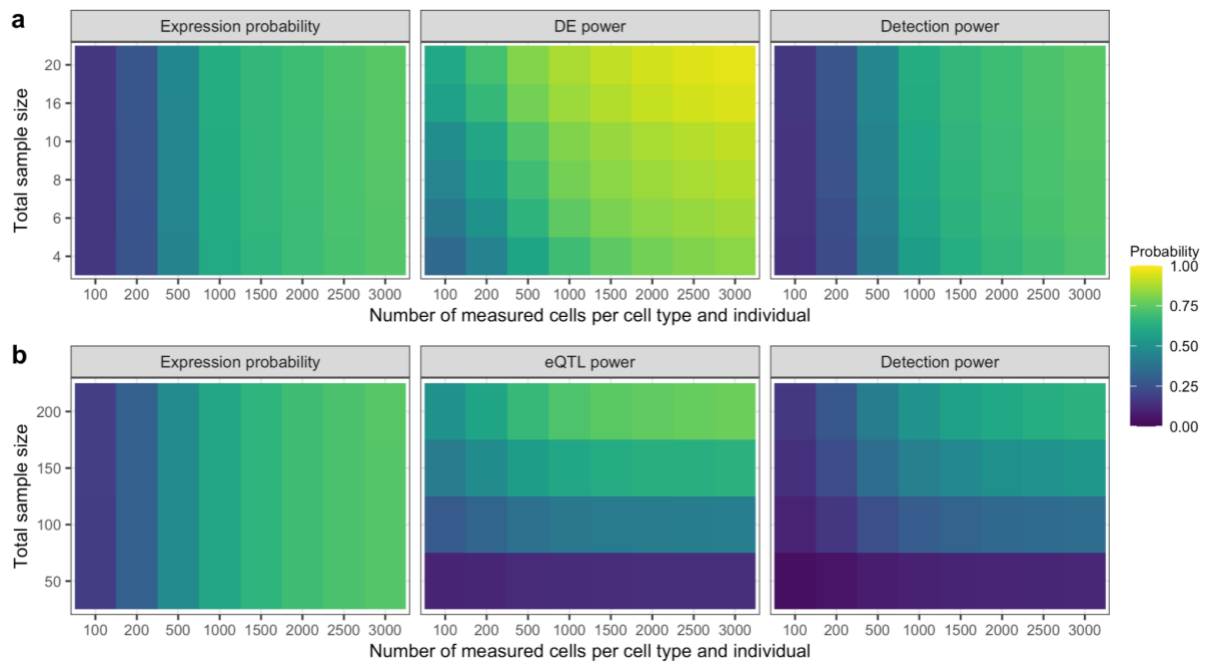 a
Expression probability
DE power
Detection power
Total sample size
20
16
10
8
6
4
100 200 500 1000 1500 2000 2500 3000
100 200 500 1000 1500 2000 2500 3000
100 200 500 1000 1500 2000 2500 3000
Number of measured cells per cell type and individual
Probability
1.00
0.75
0.50
0.25
0.00
b
Expression probability
eQTL power
Detection power
Total sample size
200
150
100
50
100 200 500 1000 1500 2000 2500 3000
100 200 500 1000 1500 2000 2500 3000
100 200 500 1000 1500 2000 2500 3000
Number of measured cells per cell type and individual